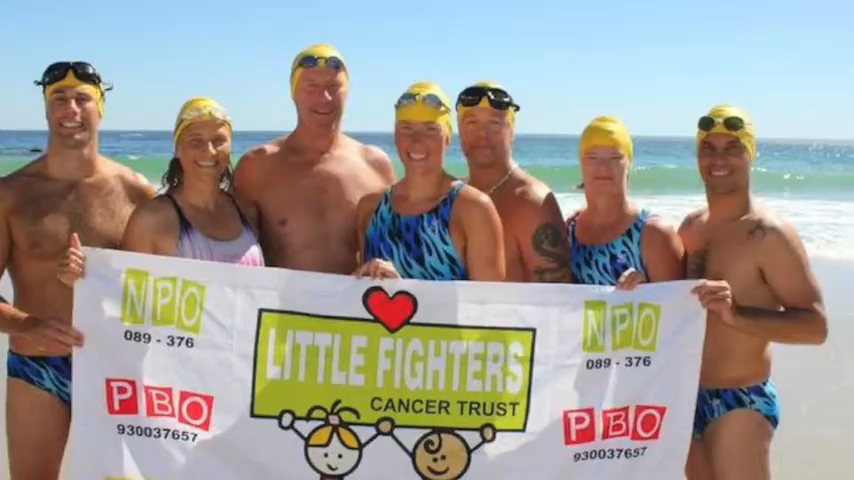 NPO
089 - 376
PBO
930037657
LITTLE FIGHTERS
CANCER TRUST
NPO
089 - 376
PBO
930037657